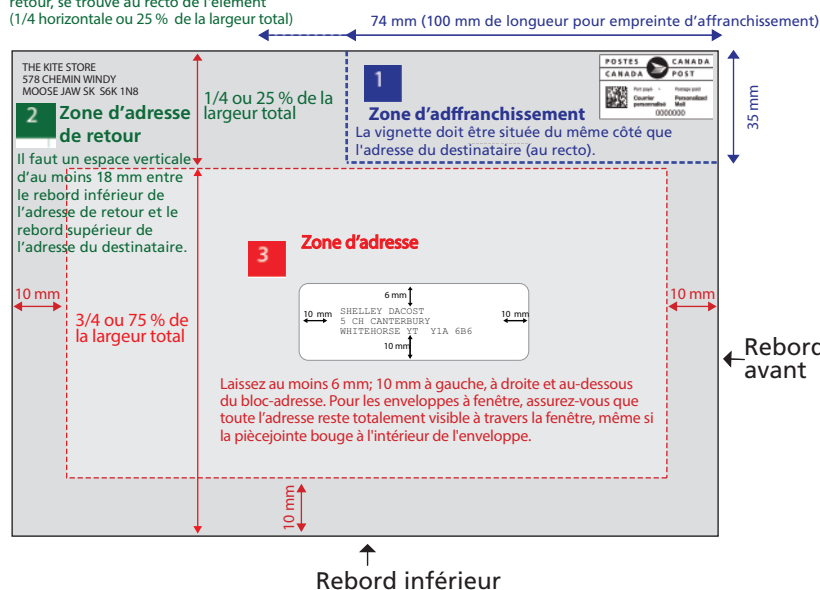 retour, se trouve au recto de l'élément
(1/4 horizontale ou 25 % de la largeur total)
74 mm (100 mm de longueur pour empreinte d'affranchissement)
THE KITE STORE
578 CHEMIN WINDY
MOOSE JAW SK S6K 1N8
2
Zone d'adresse
de retour
Il faut un espace verticale
d'au moins 18 mm entre
le rebord inférieur de
l'adresse de retour et le
rebord supérieur de
l'adresse du destinataire.
1/4 ou 25 % de la
largeur total
1
Zone d'adffranchissement
La vignette doit être située du même côté que
l'adresse du destinataire (au recto).
POSTES CANADA
CANADA POST
Port payé
Postage paid
Courrier
personnalisé
Personalized
Mail
0000000
35 mm
3
Zone d'adresse
10 mm
10 mm
3/4 ou 75 % de
la largeur total
6 mm
10 mm
SHELLEY DACOST
5 CH CANTERBURY
WHITEHORSE YT Y1A 6B6
10 mm
10 mm
Laissez au moins 6 mm; 10 mm à gauche, à droite et au-dessous
du bloc-adresse. Pour les enveloppes à fenêtre, assurez-vous que
toute l'adresse reste totalement visible à travers la fenêtre, même si
la piècejointe bouge à l'intérieur de l'enveloppe.
Rebord
avant
10 mm
Rebord inférieur